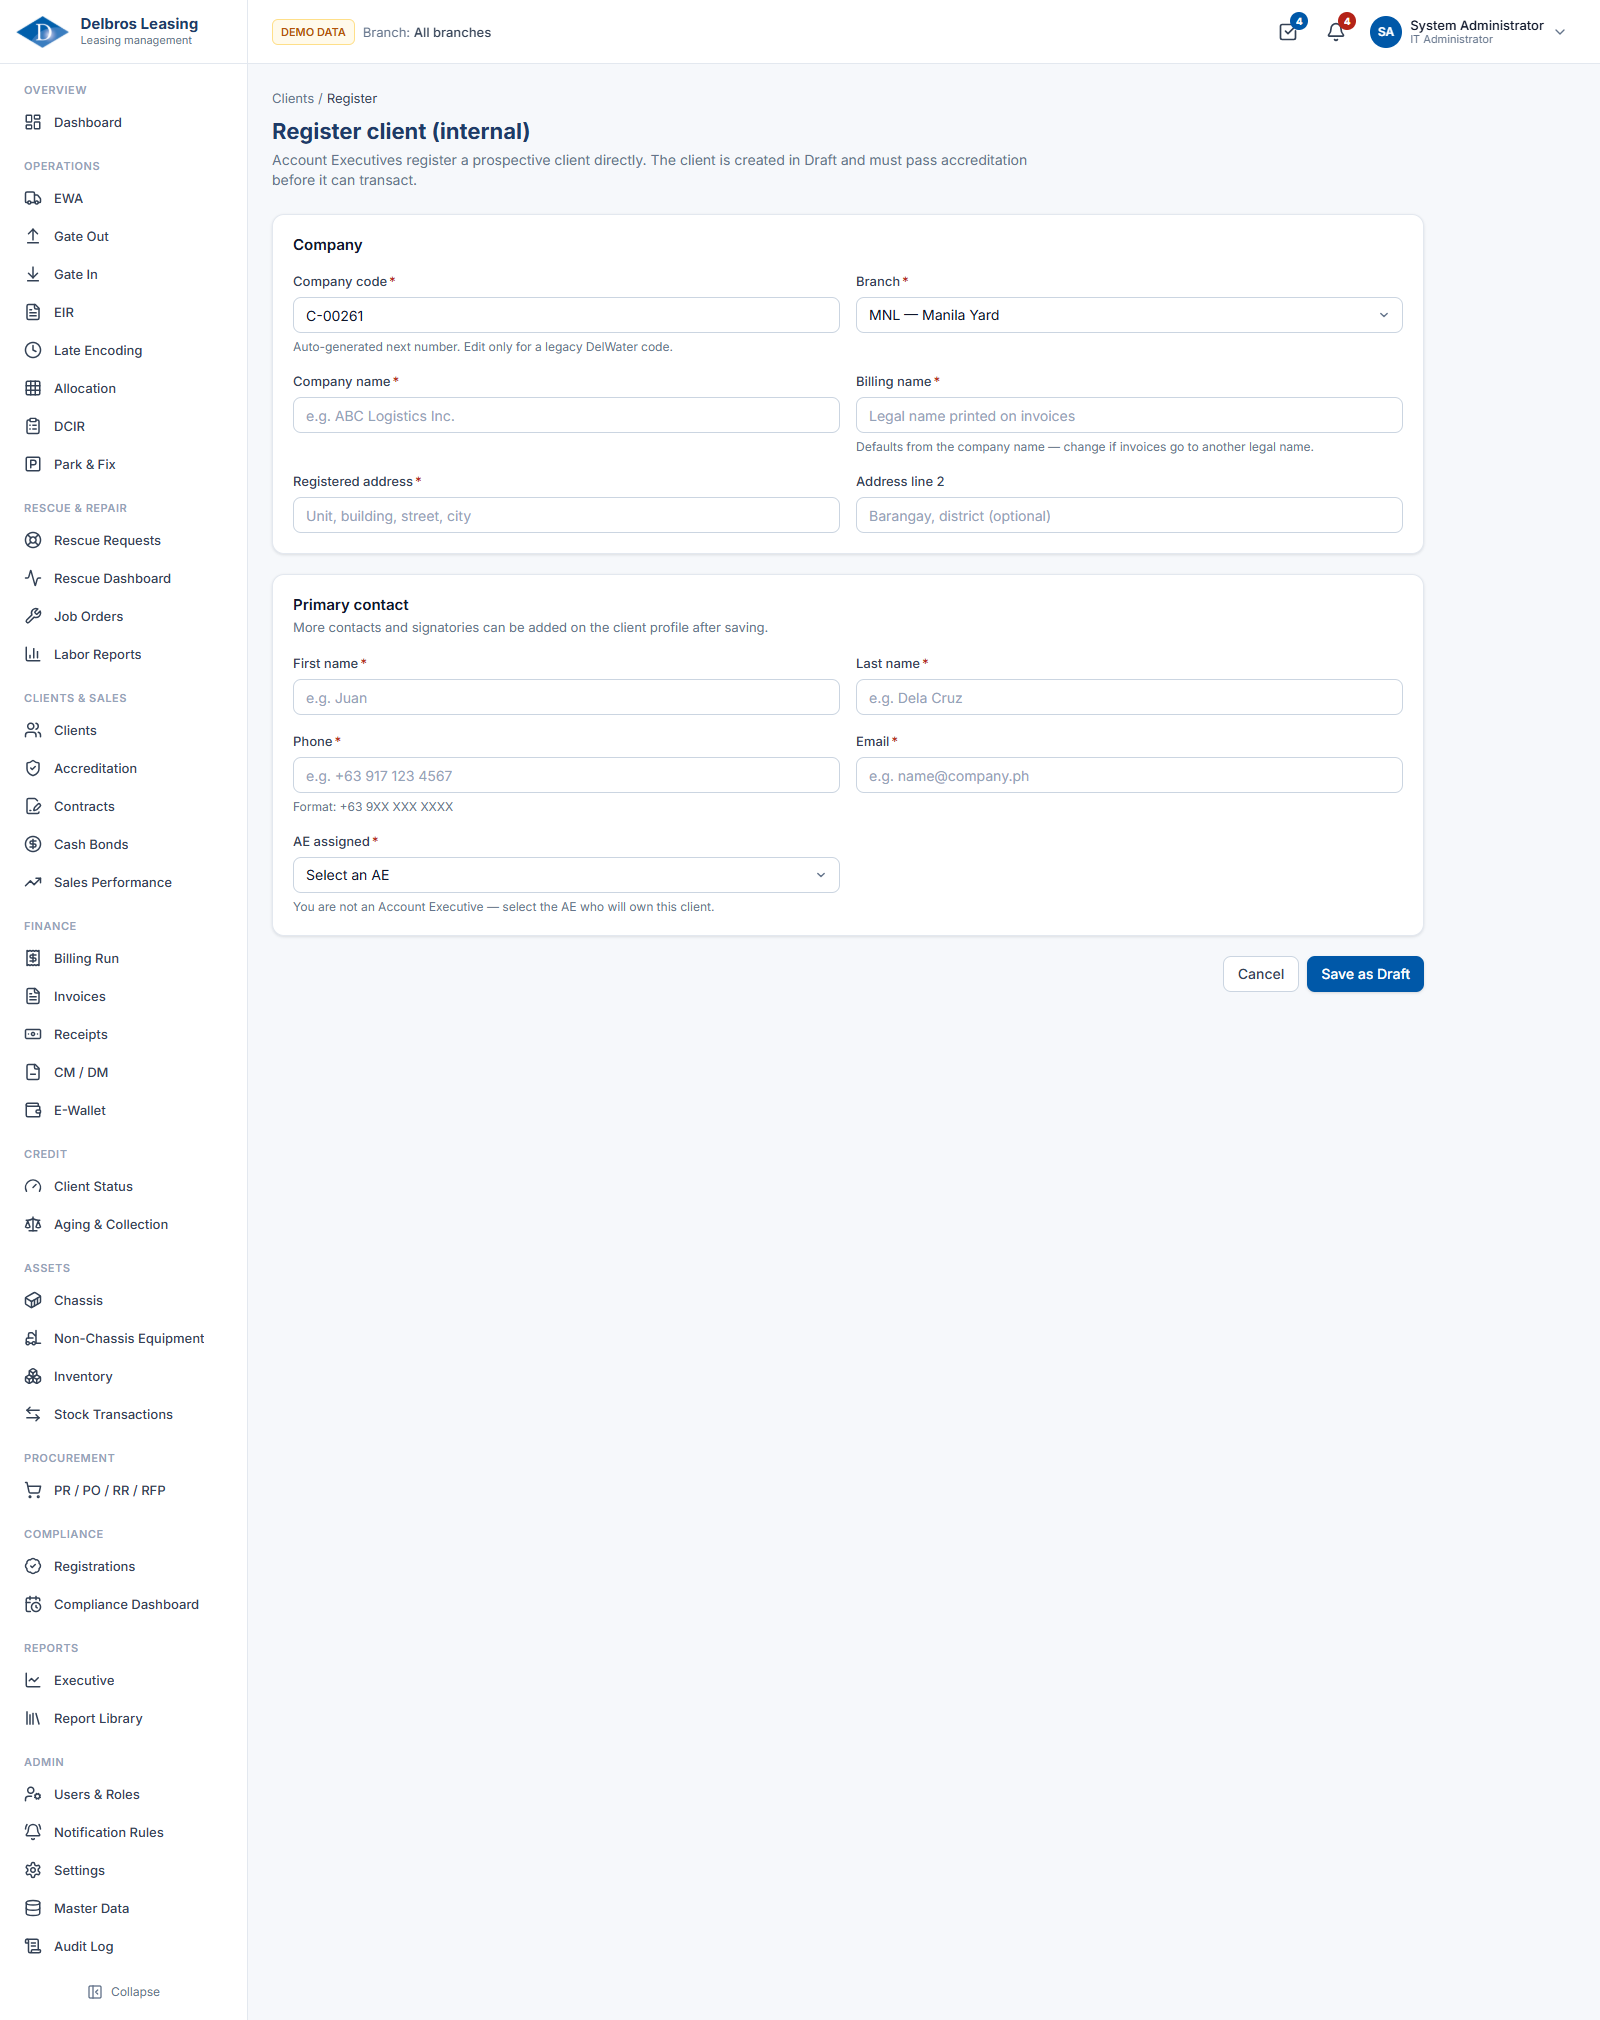 Delbros Leasing
Leasing management
DEMO DATA
Branch: All branches
4
4
SA
System Administrator
IT Administrator
OVERVIEW
Dashboard
OPERATIONS
EWA
Gate Out
Gate In
EIR
Late Encoding
Allocation
DCIR
Park & Fix
RESCUE & REPAIR
Rescue Requests
Rescue Dashboard
Job Orders
Labor Reports
CLIENTS & SALES
Clients
Accreditation
Contracts
Cash Bonds
Sales Performance
FINANCE
Billing Run
Invoices
Receipts
CM / DM
E-Wallet
CREDIT
Client Status
Aging & Collection
ASSETS
Chassis
Non-Chassis Equipment
Inventory
Stock Transactions
PROCUREMENT
PR / PO / RR / RFP
COMPLIANCE
Registrations
Compliance Dashboard
REPORTS
Executive
Report Library
ADMIN
Users & Roles
Notification Rules
Settings
Master Data
Audit Log
Collapse
Clients / Register
Register client (internal)
Account Executives register a prospective client directly. The client is created in Draft and must pass accreditation
before it can transact.
Company
Company code *
C-00261
Auto-generated next number. Edit only for a legacy DelWater code.
Branch *
MNL — Manila Yard
Company name *
e.g. ABC Logistics Inc.
Billing name *
Legal name printed on invoices
Defaults from the company name — change if invoices go to another legal name.
Registered address *
Unit, building, street, city
Address line 2
Barangay, district (optional)
Primary contact
More contacts and signatories can be added on the client profile after saving.
First name *
e.g. Juan
Last name *
e.g. Dela Cruz
Phone *
e.g. +63 917 123 4567
Format: +63 9XX XXX XXXX
Email *
e.g. name@company.ph
AE assigned *
Select an AE
You are not an Account Executive — select the AE who will own this client.
Cancel
Save as Draft